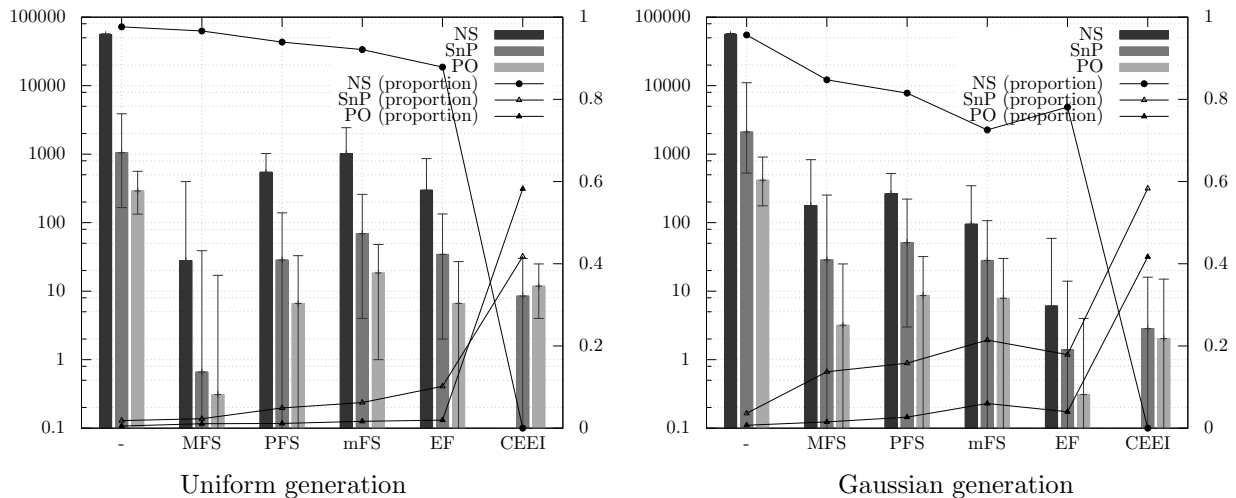 100000
10000
1000
100
10
1
0.1
1
0.8
0.6
0.4
0.2
0
NS
SnP
PO
NS (proportion)
SnP (proportion)
PO (proportion)
- MFS PFS mFS EF CEEI
Uniform generation
100000
10000
1000
100
10
1
0.1
1
0.8
0.6
0.4
0.2
0
NS
SnP
PO
NS (proportion)
SnP (proportion)
PO (proportion)
- MFS PFS mFS EF CEEI
Gaussian generation